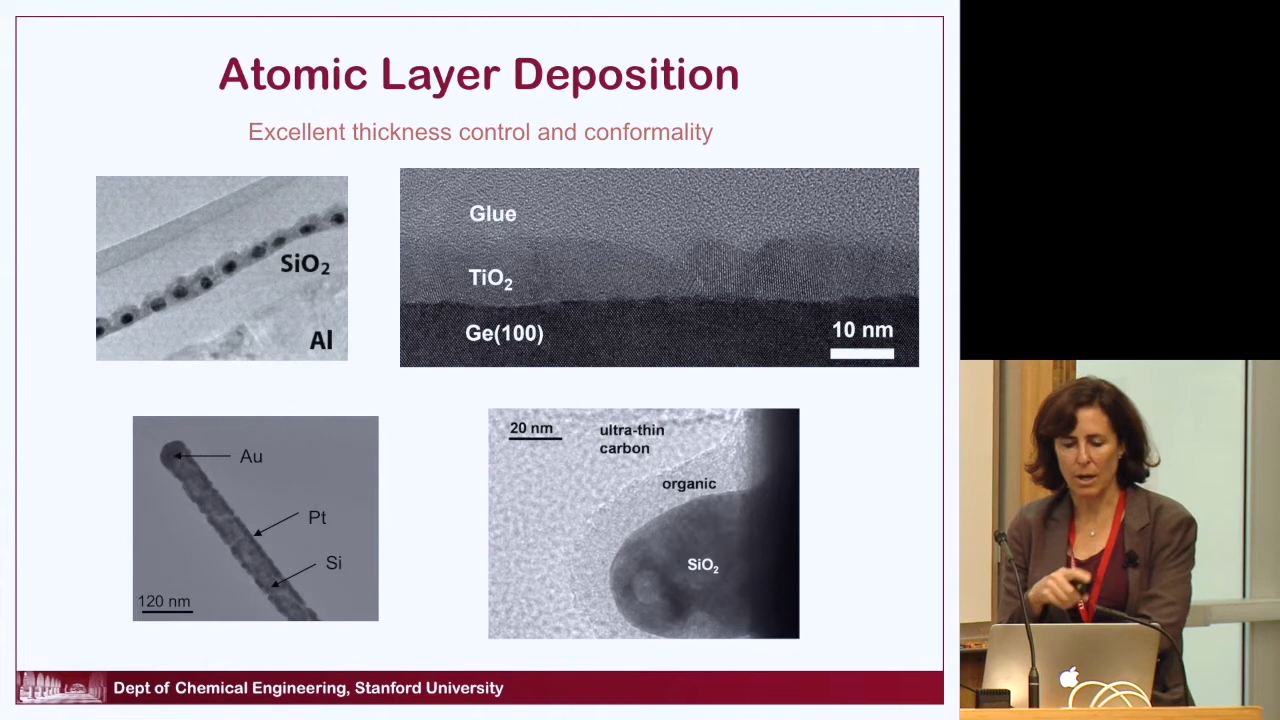 Atomic Layer Deposition
Excellent thickness control and conformality
SiO₂
Al
Glue
TiO₂
Ge(100)
10 nm
Au
Pt
Si
120 nm
20 nm
ultra-thin
carbon
organic
SiO₂
Dept of Chemical Engineering, Stanford University